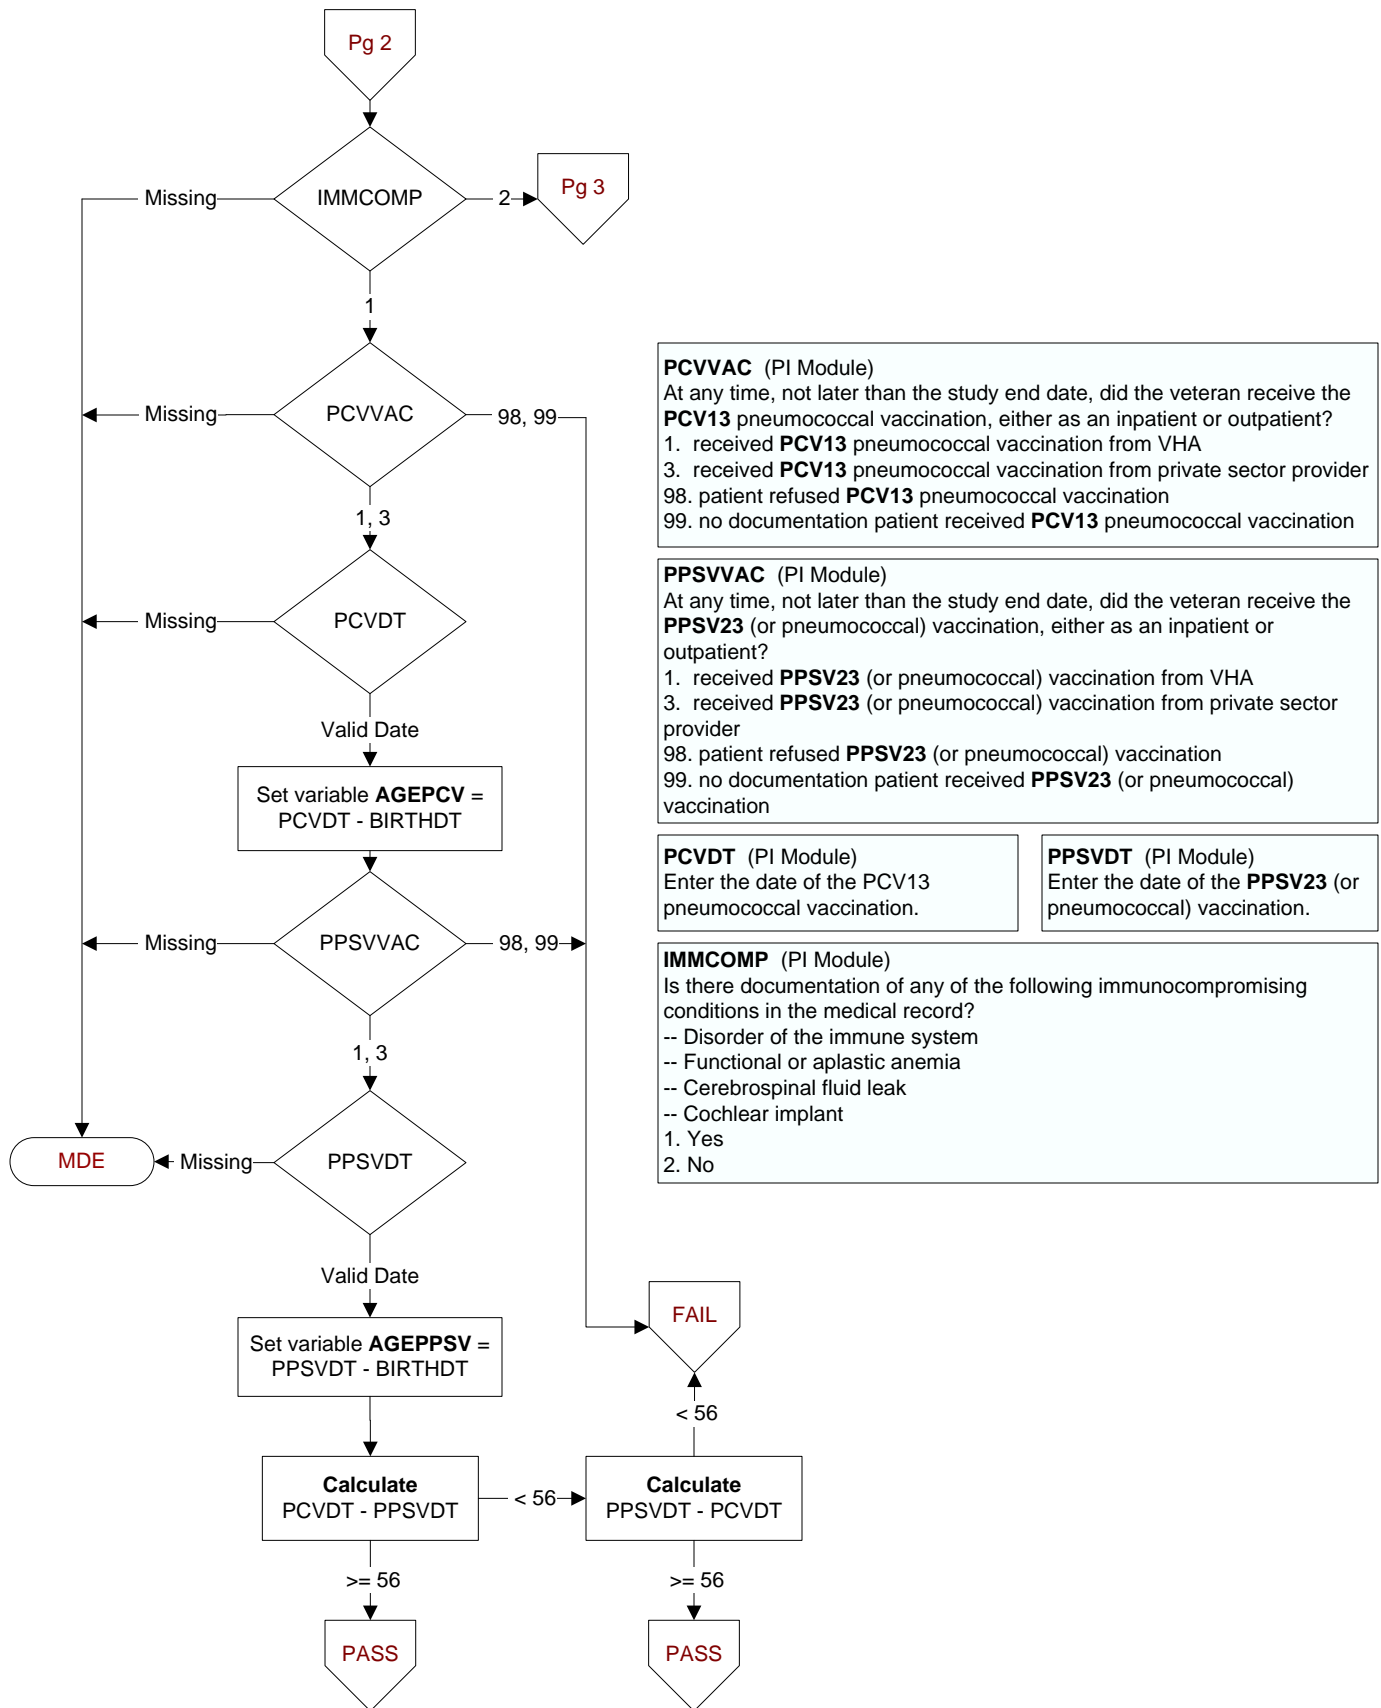 Pg 2
IMMCOMP
Missing
2
Pg 3
1
PCVVAC
Missing
98, 99
1, 3
PCVDT
Missing
Valid Date
Set variable AGEPCV =
PCVDT - BIRTHDT
PPSVVAC
Missing
98, 99
1, 3
PPSVDT
Missing
MDE
Valid Date
Set variable AGEPPSV =
PPSVDT - BIRTHDT
FAIL
< 56
Calculate
PCVDT - PPSVDT
< 56
Calculate
PPSVDT - PCVDT
>= 56
>= 56
PASS
PASS
PCVVAC (PI Module)
At any time, not later than the study end date, did the veteran receive the
PCV13 pneumococcal vaccination, either as an inpatient or outpatient?
1. received PCV13 pneumococcal vaccination from VHA
3. received PCV13 pneumococcal vaccination from private sector provider
98. patient refused PCV13 pneumococcal vaccination
99. no documentation patient received PCV13 pneumococcal vaccination
PPSVVAC (PI Module)
At any time, not later than the study end date, did the veteran receive the
PPSV23 (or pneumococcal) vaccination, either as an inpatient or
outpatient?
1. received PPSV23 (or pneumococcal) vaccination from VHA
3. received PPSV23 (or pneumococcal) vaccination from private sector
provider
98. patient refused PPSV23 (or pneumococcal) vaccination
99. no documentation patient received PPSV23 (or pneumococcal)
vaccination
PCVDT (PI Module)
Enter the date of the PCV13
pneumococcal vaccination.
PPSVDT (PI Module)
Enter the date of the PPSV23 (or
pneumococcal) vaccination.
IMMCOMP (PI Module)
Is there documentation of any of the following immunocompromising
conditions in the medical record?
-- Disorder of the immune system
-- Functional or aplastic anemia
-- Cerebrospinal fluid leak
-- Cochlear implant
1. Yes
2. No